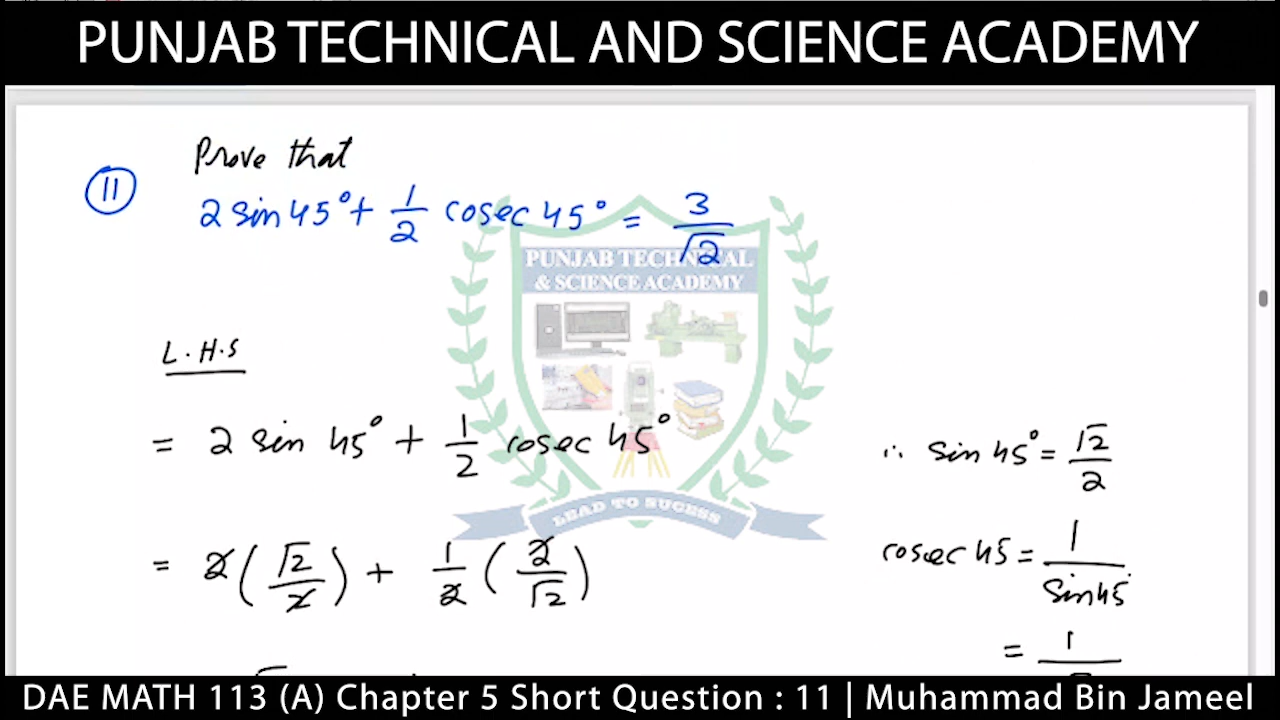 PUNJAB TECHNICAL AND SCIENCE ACADEMY
Prove that
(11) 2 sin 45° + 1/2 cosec 45° = 3/√2
PUNJAB TECHNICAL
& SCIENCE ACADEMY
L.H.S
= 2 sin 45° + 1/2 cosec 45°
∴ sin 45° = √2/2
LEAD TO SUCESS
= 2(√2/2) + 1/2(2/√2)
cosec 45 = 1/sin 45°
= 1
DAE MATH 113 (A) Chapter 5 Short Question : 11 | Muhammad Bin Jameel